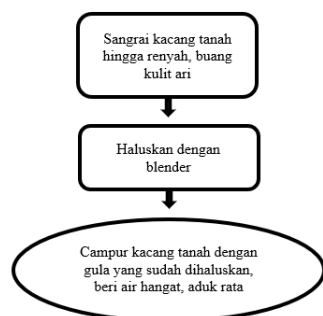 Sangrai kacang tanah
hingga renyah, buang
kulit ari
Haluskan dengan
blender
Campur kacang tanah dengan
gula yang sudah dihaluskan,
beri air hangat, aduk rata